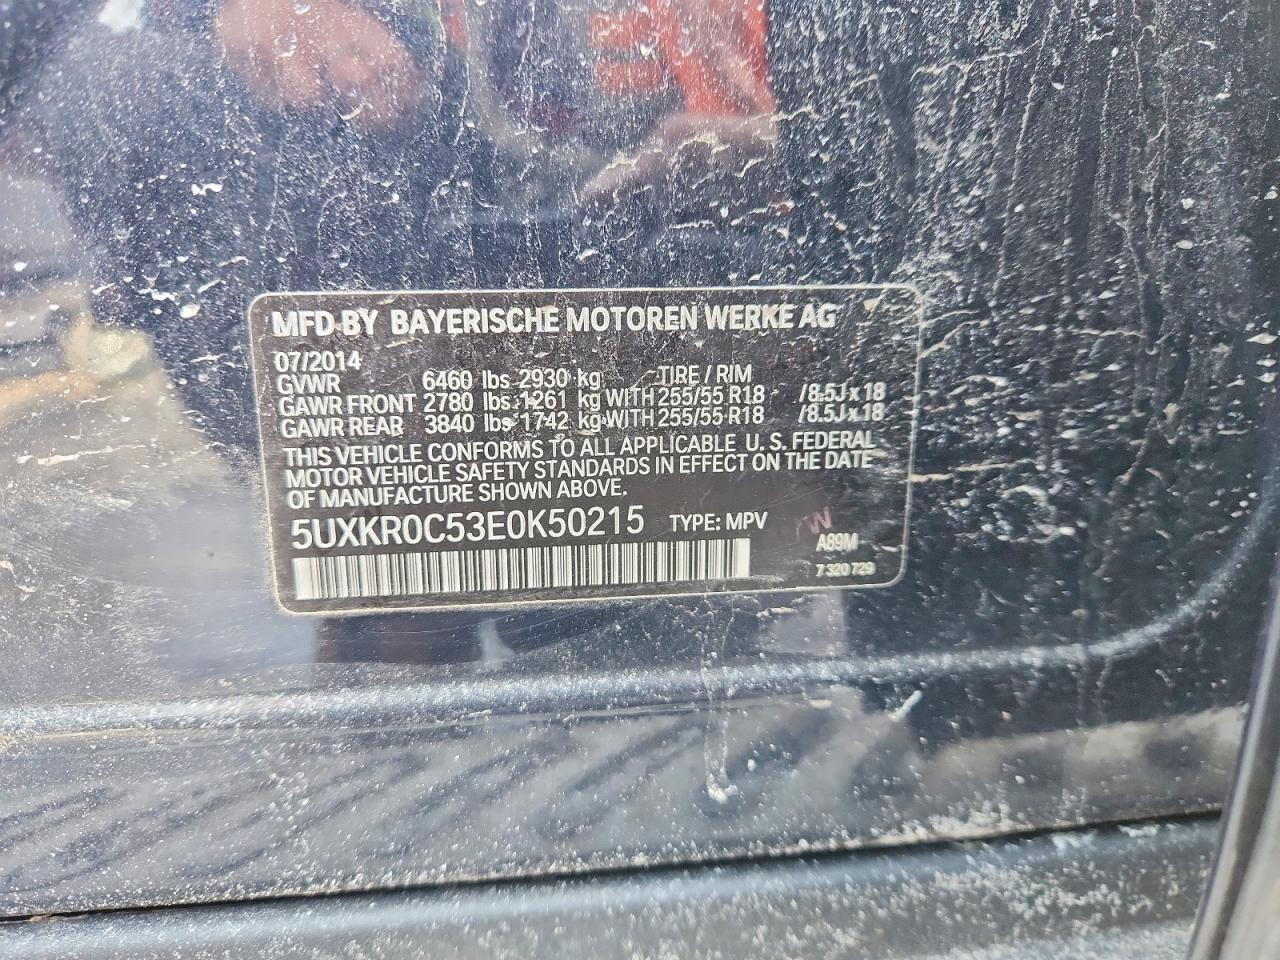 MFD BY BAYERISCHE MOTOREN WERKE AG
07/2014
GVWR 6460 lbs 2930 kg TIRE / RIM
GAWR FRONT 2780 lbs 1261 kg WITH 255/55 R18 /8.5J x 18
GAWR REAR 3840 lbs 1742 kg WITH 255/55 R18 /8.5J x 18
THIS VEHICLE CONFORMS TO ALL APPLICABLE U.S. FEDERAL
MOTOR VEHICLE SAFETY STANDARDS IN EFFECT ON THE DATE
OF MANUFACTURE SHOWN ABOVE.
5UXKR0C53E0K50215 TYPE: MPV
A89M
7 320 729